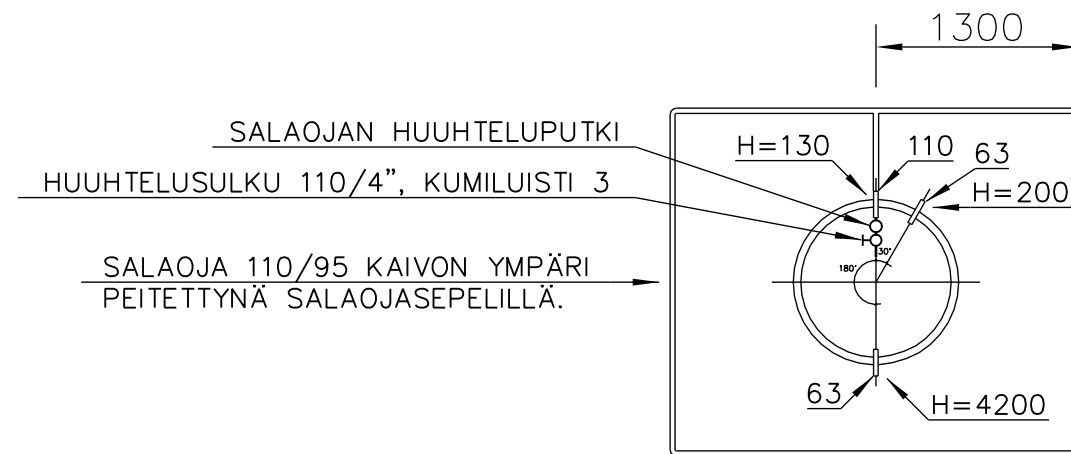 1300
SALAOJAN HUUHTELUPUTKI
H=130
110
63
HUUHTELUSULKU 110/4”, KUMILUISTI 3
H=200
30°
180°
SALAOJA 110/95 KAIVON YMPÄRI
PEITETTYNÄ SALAOJASEPELILLÄ.
63
H=4200